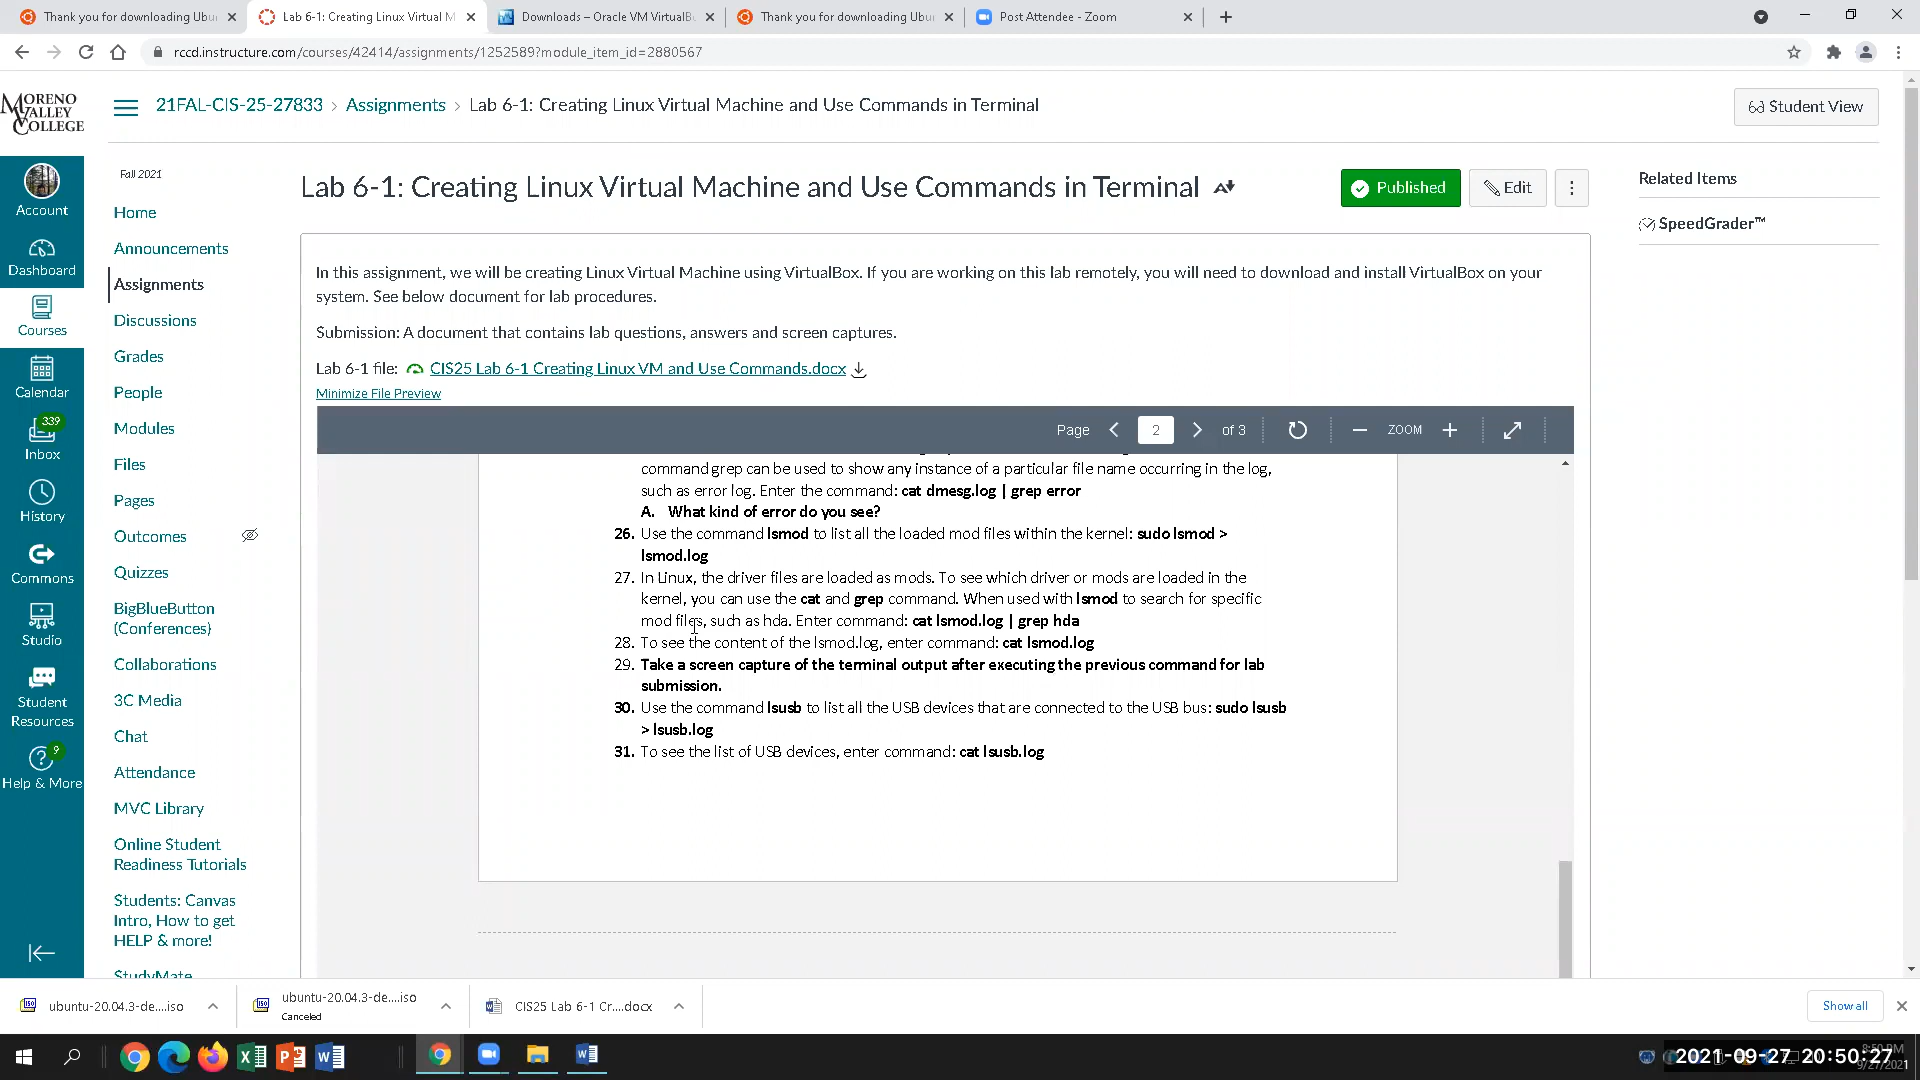 Thank you for downloading Ubu
Lab 6-1: Creating Linux Virtual M
Downloads – Oracle VM VirtualBo
Thank you for downloading Ubu
Post Attendee - Zoom
rccd.instructure.com/courses/42414/assignments/1252589?module_item_id=2880567
MORENO
VALLEY
COLLEGE
21FAL-CIS-25-27833 > Assignments > Lab 6-1: Creating Linux Virtual Machine and Use Commands in Terminal
Student View
Account
Dashboard
Courses
Calendar
339
Inbox
History
Commons
Studio
Student
Resources
9
Help & More
Fall 2021
Home
Announcements
Assignments
Discussions
Grades
People
Modules
Files
Pages
Outcomes
Quizzes
BigBlueButton
(Conferences)
Collaborations
3C Media
Chat
Attendance
MVC Library
Online Student
Readiness Tutorials
Students: Canvas
Intro, How to get
HELP & more!
StudyMate
Lab 6-1: Creating Linux Virtual Machine and Use Commands in Terminal
Published
Edit
Related Items
SpeedGrader™
In this assignment, we will be creating Linux Virtual Machine using VirtualBox. If you are working on this lab remotely, you will need to download and install VirtualBox on your
system. See below document for lab procedures.
Submission: A document that contains lab questions, answers and screen captures.
Lab 6-1 file: CIS25 Lab 6-1 Creating Linux VM and Use Commands.docx
Minimize File Preview
Page 2 of 3 ZOOM
command grep can be used to show any instance of a particular file name occurring in the log,
such as error log. Enter the command: cat dmesg.log | grep error
A. What kind of error do you see?
26. Use the command lsmod to list all the loaded mod files within the kernel: sudo lsmod >
lsmod.log
27. In Linux, the driver files are loaded as mods. To see which driver or mods are loaded in the
kernel, you can use the cat and grep command. When used with lsmod to search for specific
mod files, such as hda. Enter command: cat lsmod.log | grep hda
28. To see the content of the lsmod.log, enter command: cat lsmod.log
29. Take a screen capture of the terminal output after executing the previous command for lab
submission.
30. Use the command lsusb to list all the USB devices that are connected to the USB bus: sudo lsusb
> lsusb.log
31. To see the list of USB devices, enter command: cat lsusb.log
ubuntu-20.04.3-de....iso
ubuntu-20.04.3-de....iso
Canceled
CIS25 Lab 6-1 Cr....docx
Show all
2021-09-27 20:50:27
9/27/2021